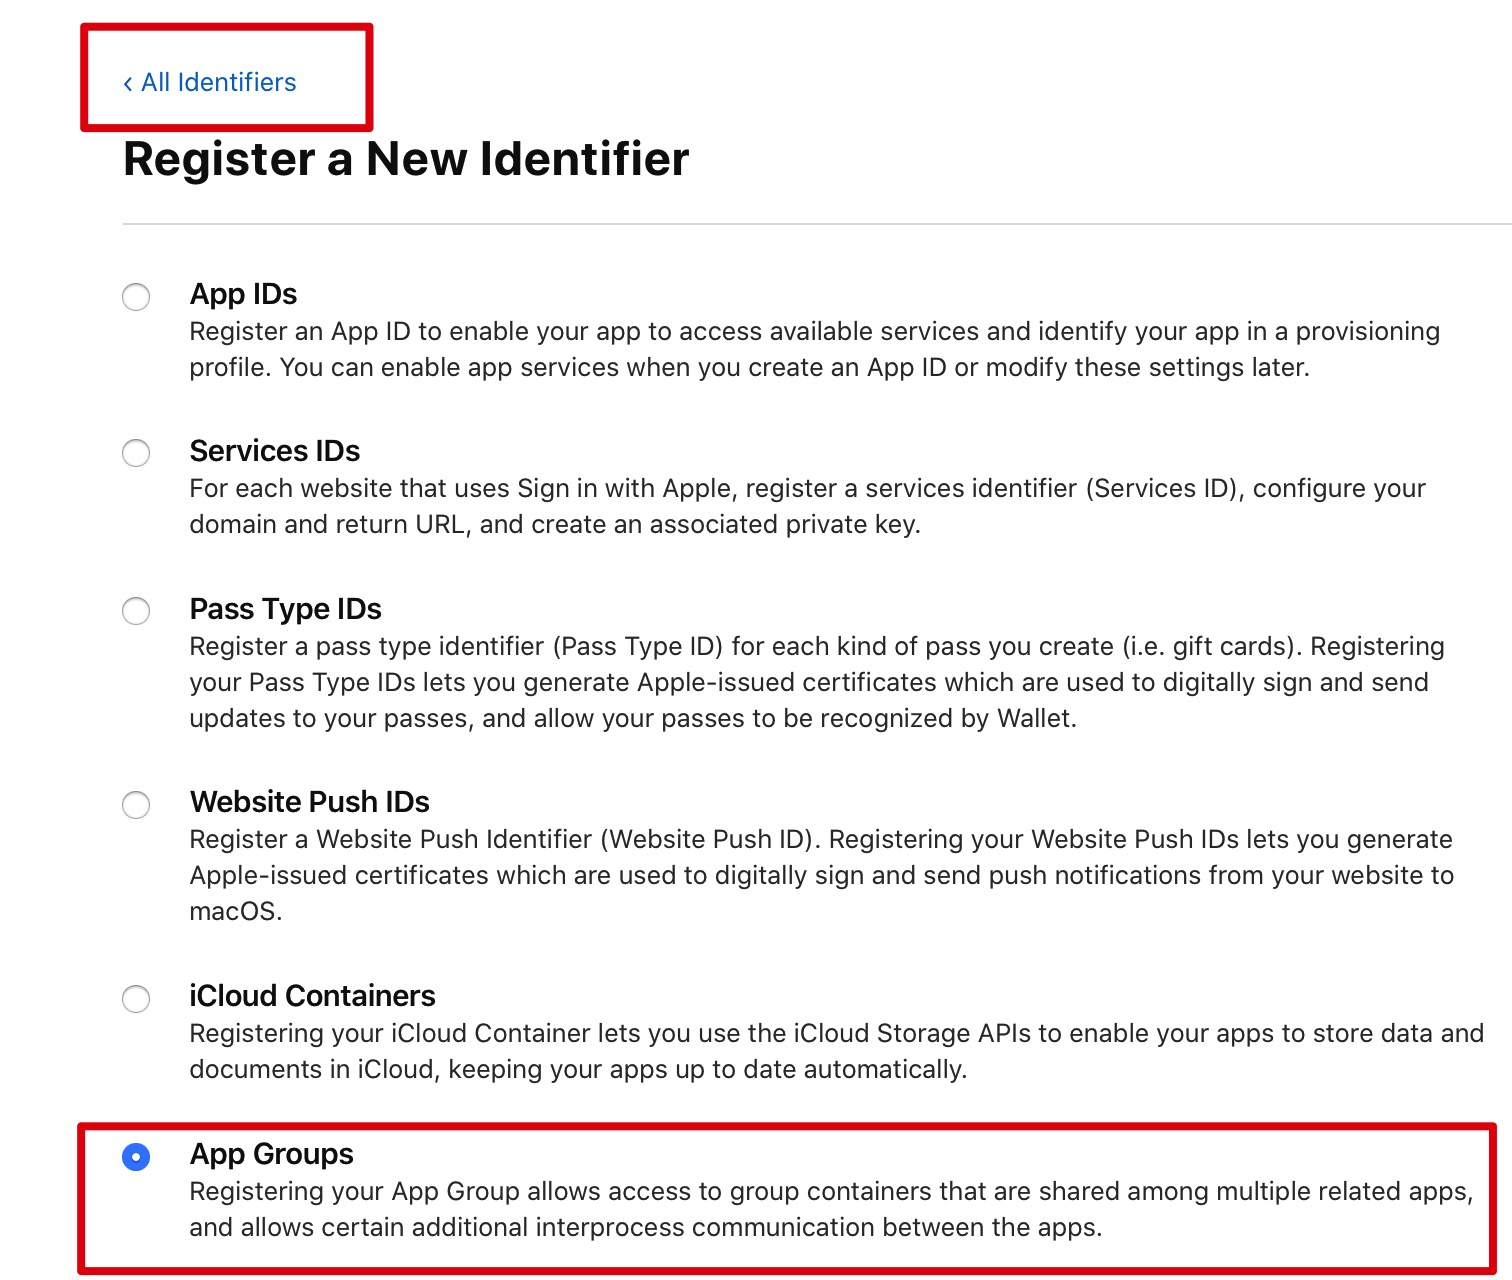 ‹ All Identifiers
Register a New Identifier
App IDs
Register an App ID to enable your app to access available services and identify your app in a provisioning
profile. You can enable app services when you create an App ID or modify these settings later.
Services IDs
For each website that uses Sign in with Apple, register a services identifier (Services ID), configure your
domain and return URL, and create an associated private key.
Pass Type IDs
Register a pass type identifier (Pass Type ID) for each kind of pass you create (i.e. gift cards). Registering
your Pass Type IDs lets you generate Apple-issued certificates which are used to digitally sign and send
updates to your passes, and allow your passes to be recognized by Wallet.
Website Push IDs
Register a Website Push Identifier (Website Push ID). Registering your Website Push IDs lets you generate
Apple-issued certificates which are used to digitally sign and send push notifications from your website to
macOS.
iCloud Containers
Registering your iCloud Container lets you use the iCloud Storage APIs to enable your apps to store data and
documents in iCloud, keeping your apps up to date automatically.
App Groups
Registering your App Group allows access to group containers that are shared among multiple related apps,
and allows certain additional interprocess communication between the apps.